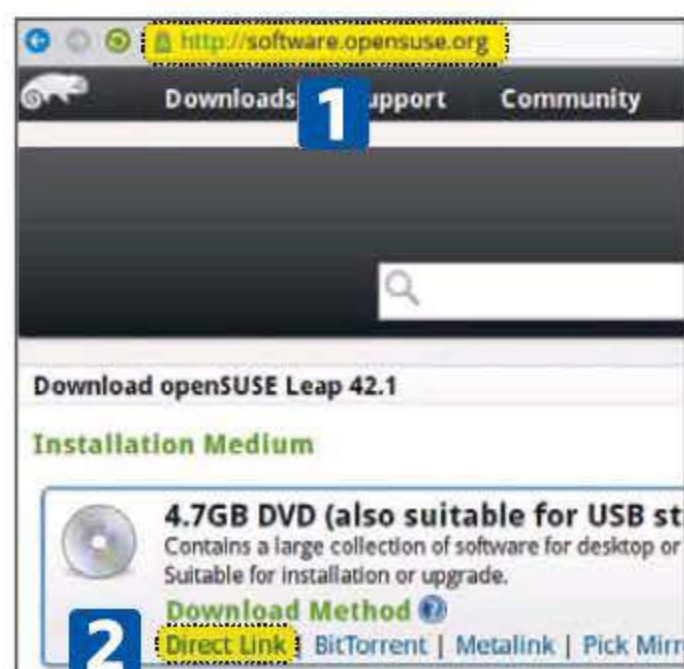 http://software.opensuse.org
Downloads upport Community
1
Download openSUSE Leap 42.1
Installation Medium
4.7GB DVD (also suitable for USB st
Contains a large collection of software for desktop or
Suitable for installation or upgrade.
Download Method ?
2
Direct Link | BitTorrent | Metalink | Pick Mirr